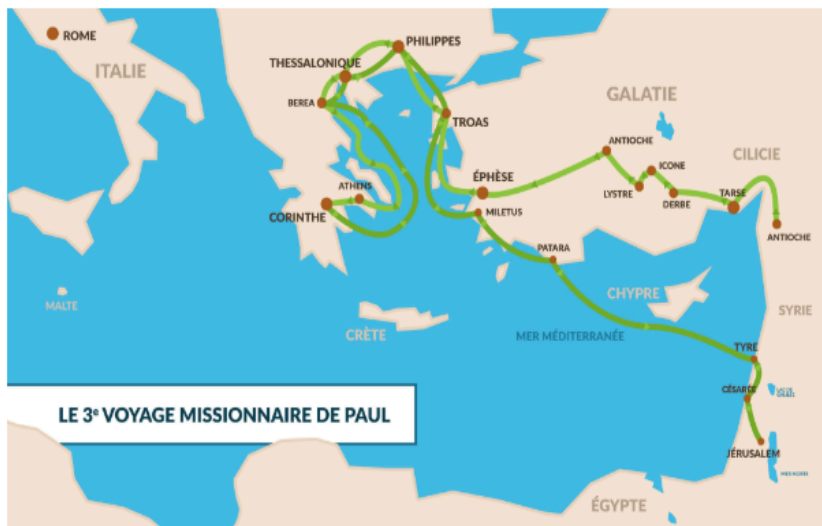 ROME
ITALIE
PHILIPPES
THESSALONIQUE
BEREA
TROAS
GALATIE
ANTIOCHE
ICONE
CILICIE
LYSTRE
DERBE
TARSE
ÉPHÈSE
ATHENS
CORINTHE
MILETUS
ANTIOCHE
PATARA
MALTE
CHYPRE
SYRIE
CRÈTE
MER MÉDITERRANÉE
TYRE
CÉSARÉE
LE 3ᵉ VOYAGE MISSIONNAIRE DE PAUL
JÉRUSALEM
ÉGYPTE